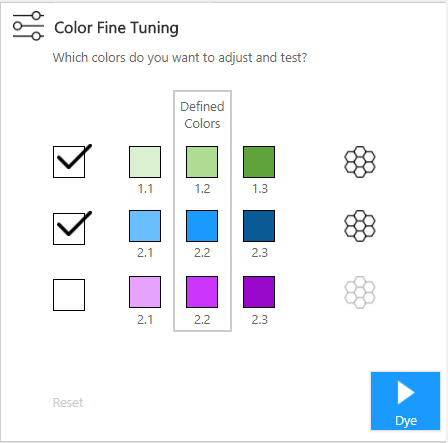 Color Fine Tuning
Which colors do you want to adjust and test?
Defined
Colors
1.1 1.2 1.3
2.1 2.2 2.3
2.1 2.2 2.3
Reset
Dye